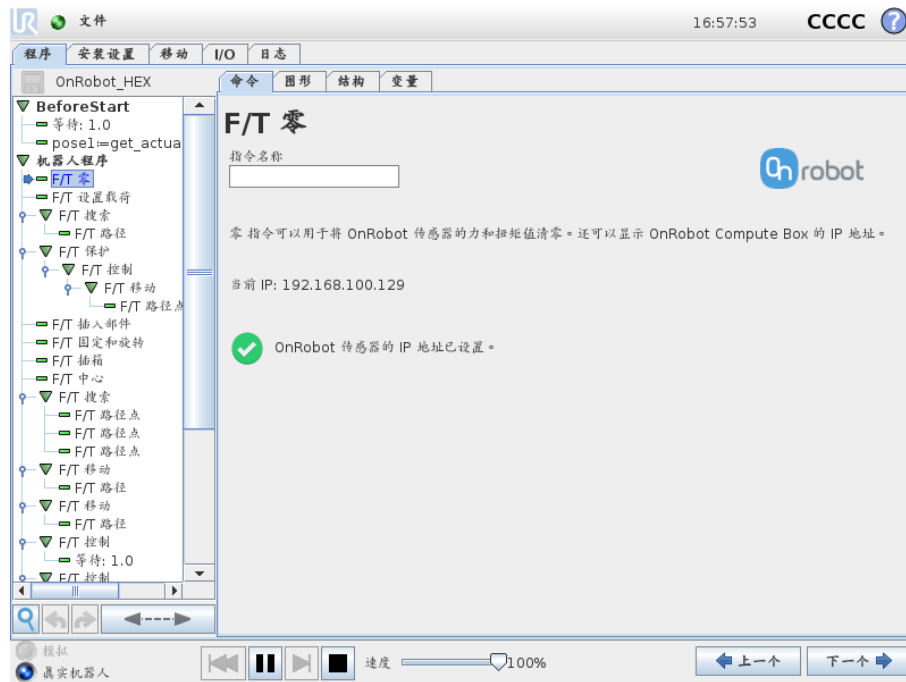 文件
16:57:53
CCCC
?
程序 安装设置 移动 I/O 日志
OnRobot_HEX
命令 图形 结构 变量
BeforeStart
等待: 1.0
pose1≔get_actua
机器人程序
F/T 零
F/T 设置载荷
F/T 搜索
F/T 路径
F/T 保护
F/T 控制
F/T 移动
F/T 路径点
F/T 插入部件
F/T 固定和旋转
F/T 插箱
F/T 中心
F/T 搜索
F/T 路径点
F/T 路径点
F/T 路径点
F/T 移动
F/T 路径
F/T 移动
F/T 路径
F/T 控制
等待: 1.0
F/T 控制
F/T 零
指令名称
On robot
零 指令可以用于将 OnRobot 传感器的力和扭矩值清零。还可以显示 OnRobot Compute Box 的 IP 地址。
当前 IP: 192.168.100.129
OnRobot 传感器的 IP 地址已设置。
模拟
真实机器人
速度
100%
上一个
下一个